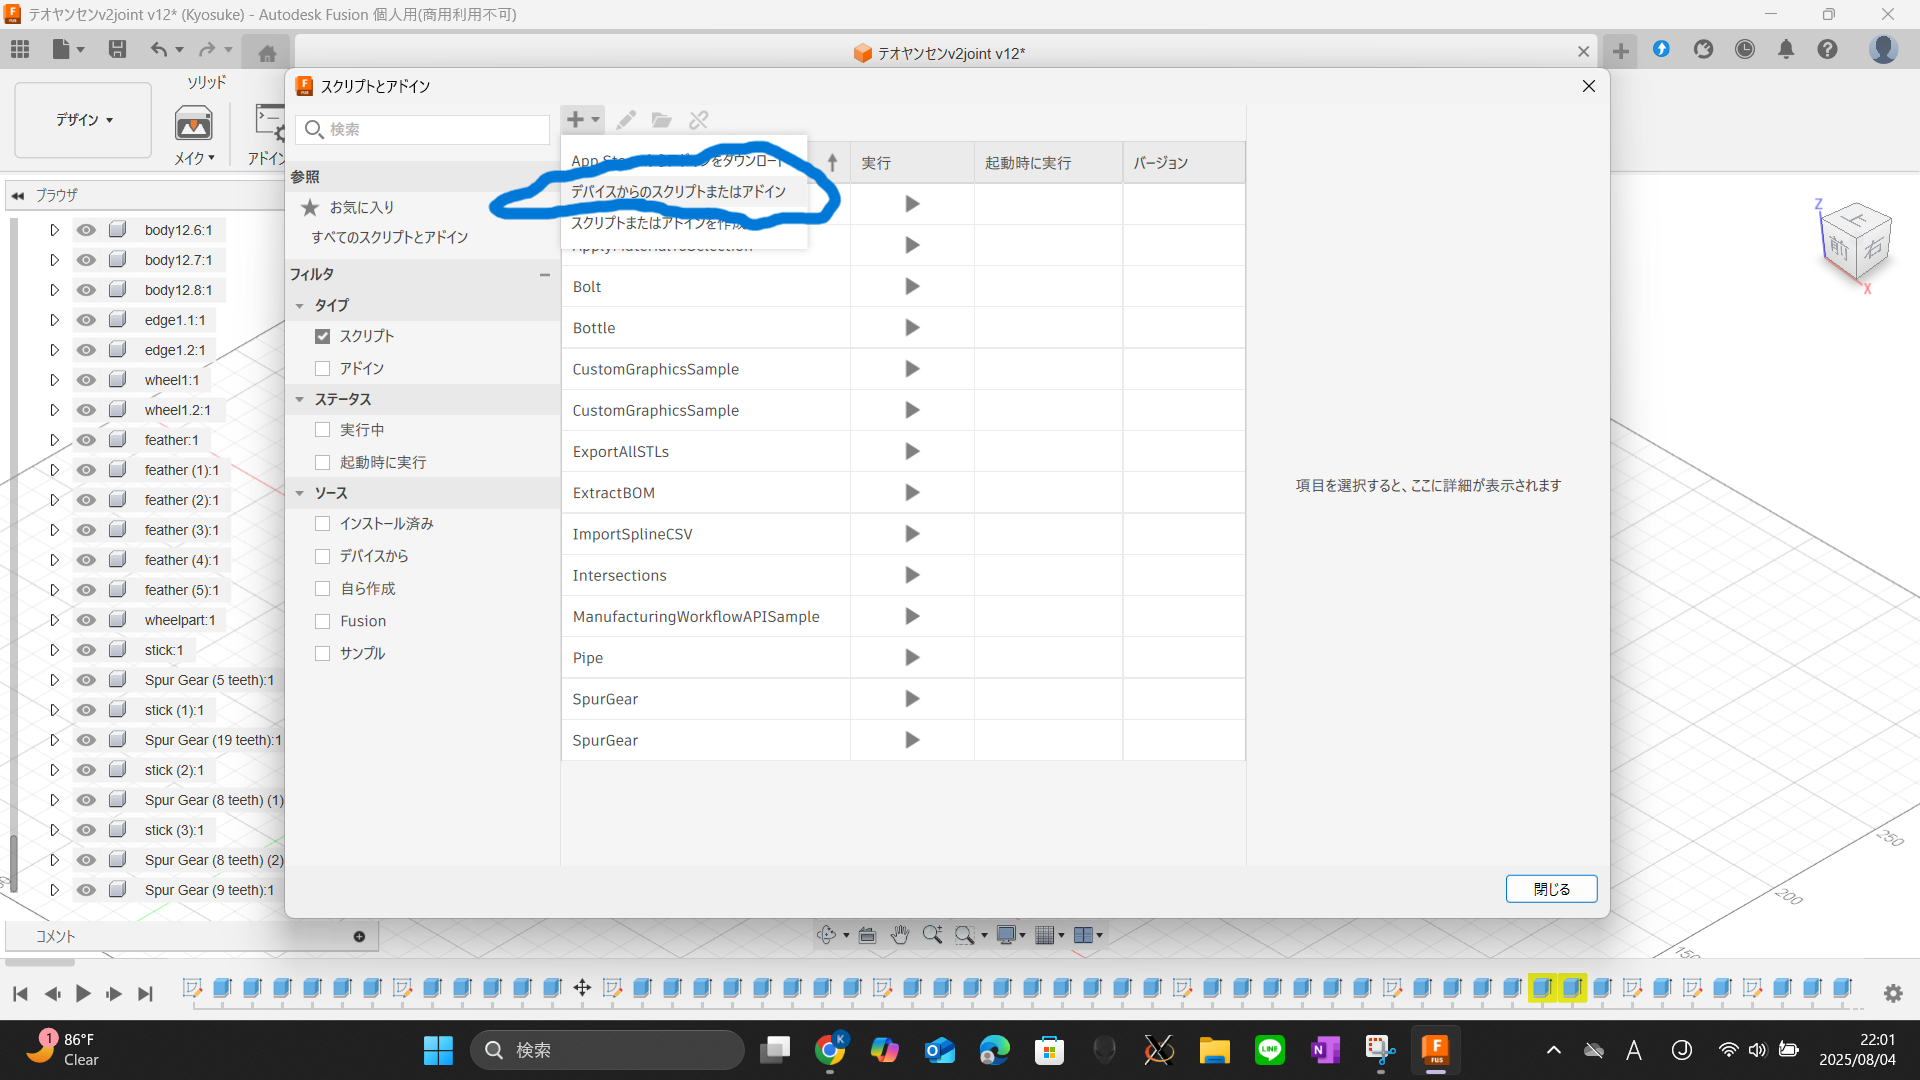 テオヤンセンv2joint v12* (Kyosuke) - Autodesk Fusion 個人用(商用利用不可)
テオヤンセンv2joint v12*
ソリッド
デザイン
メイク
アドイン
ブラウザ
body12.6:1
body12.7:1
body12.8:1
edge1.1:1
edge1.2:1
wheel1:1
wheel1.2:1
feather:1
feather (1):1
feather (2):1
feather (3):1
feather (4):1
feather (5):1
wheelpart:1
stick:1
Spur Gear (5 teeth):1
stick (1):1
Spur Gear (19 teeth):1
stick (2):1
Spur Gear (8 teeth) (1)
stick (3):1
Spur Gear (8 teeth) (2)
Spur Gear (9 teeth):1
コメント
スクリプトとアドイン
検索
参照
お気に入り
すべてのスクリプトとアドイン
フィルタ
タイプ
スクリプト
アドイン
ステータス
実行中
起動時に実行
ソース
インストール済み
デバイスから
自ら作成
Fusion
サンプル
App をダウンロード
デバイスからのスクリプトまたはアドイン
スクリプトまたはアドインを作成
実行
起動時に実行
バージョン
ApplyMaterialToSelection
Bolt
Bottle
CustomGraphicsSample
CustomGraphicsSample
ExportAllSTLs
ExtractBOM
ImportSplineCSV
Intersections
ManufacturingWorkflowAPISample
Pipe
SpurGear
SpurGear
項目を選択すると、ここに詳細が表示されます
閉じる
Z
上
前
右
X
250
200
150
1
86°F
Clear
検索
K
LINE
N
F
FUS
A
22:01
2025/08/04